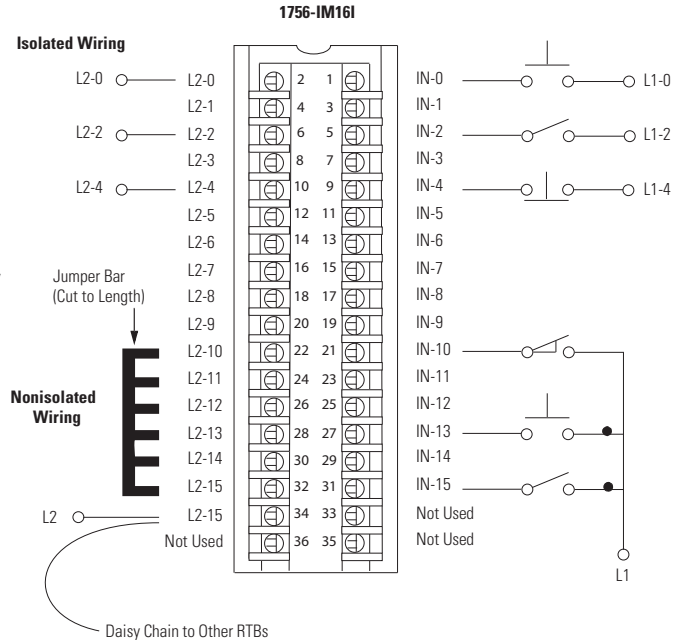 1756-IM16I
Isolated Wiring
L2-0 L2-0 2 1 IN-0 L1-0
L2-1 4 3 IN-1
L2-2 L2-2 6 5 IN-2 L1-2
L2-3 8 7 IN-3
L2-4 L2-4 10 9 IN-4 L1-4
L2-5 12 11 IN-5
L2-6 14 13 IN-6
L2-7 16 15 IN-7
Jumper Bar
(Cut to Length)
L2-8 18 17 IN-8
L2-9 20 19 IN-9
L2-10 22 21 IN-10
L2-11 24 23 IN-11
Nonisolated
Wiring
L2-12 26 25 IN-12
L2-13 28 27 IN-13
L2-14 30 29 IN-14
L2-15 32 31 IN-15
L2 L2-15 34 33 Not Used
Not Used 36 35 Not Used
L1
Daisy Chain to Other RTBs